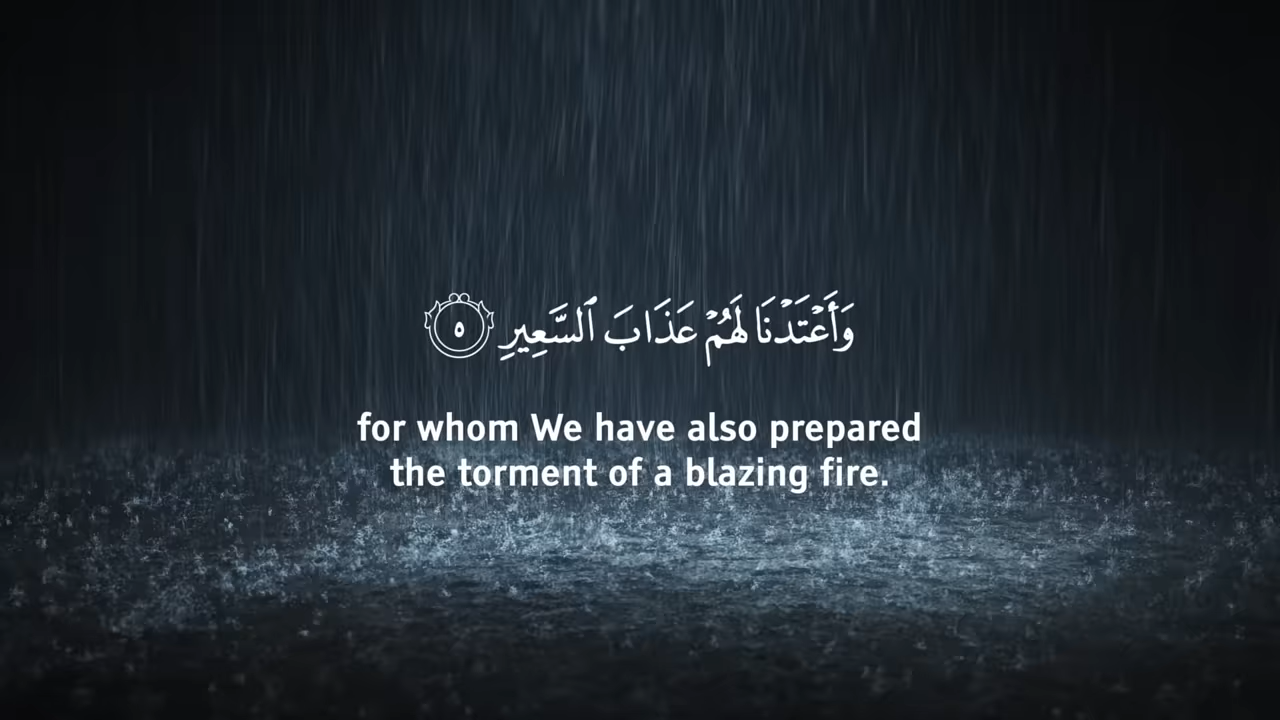 وَأَعْتَدْنَا لَهُمْ عَذَابَ ٱلسَّعِيرِ ٥
for whom We have also prepared
the torment of a blazing fire.